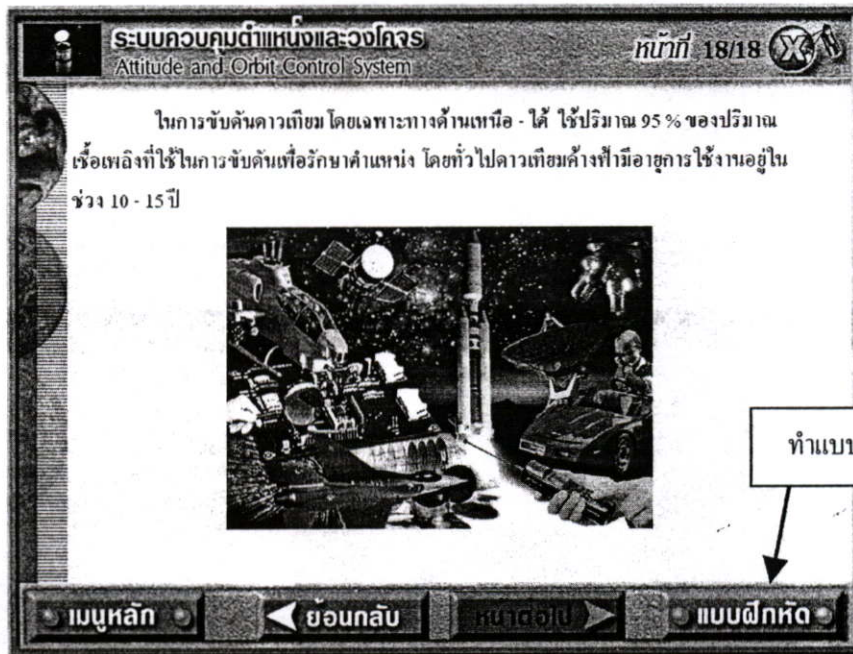 ระบบควบคุมตำแหน่งและวงโคจร
Attitude and Orbit Control System
หน้าที่ 18/18
X
ในการขับดันดาวเทียม โดยเฉพาะทางด้านเหนือ - ใต้ ใช้ปริมาณ 95 % ของปริมาณ
เชื้อเพลิงที่ใช้ในการขับดันเพื่อรักษาตำแหน่ง โดยทั่วไปดาวเทียมค้างฟ้ามีอายุการใช้งานอยู่ใน
ช่วง 10 - 15 ปี
ทำแบบ
เมนูหลัก
ย้อนกลับ
หน้าต่อไป
แบบฝึกหัด